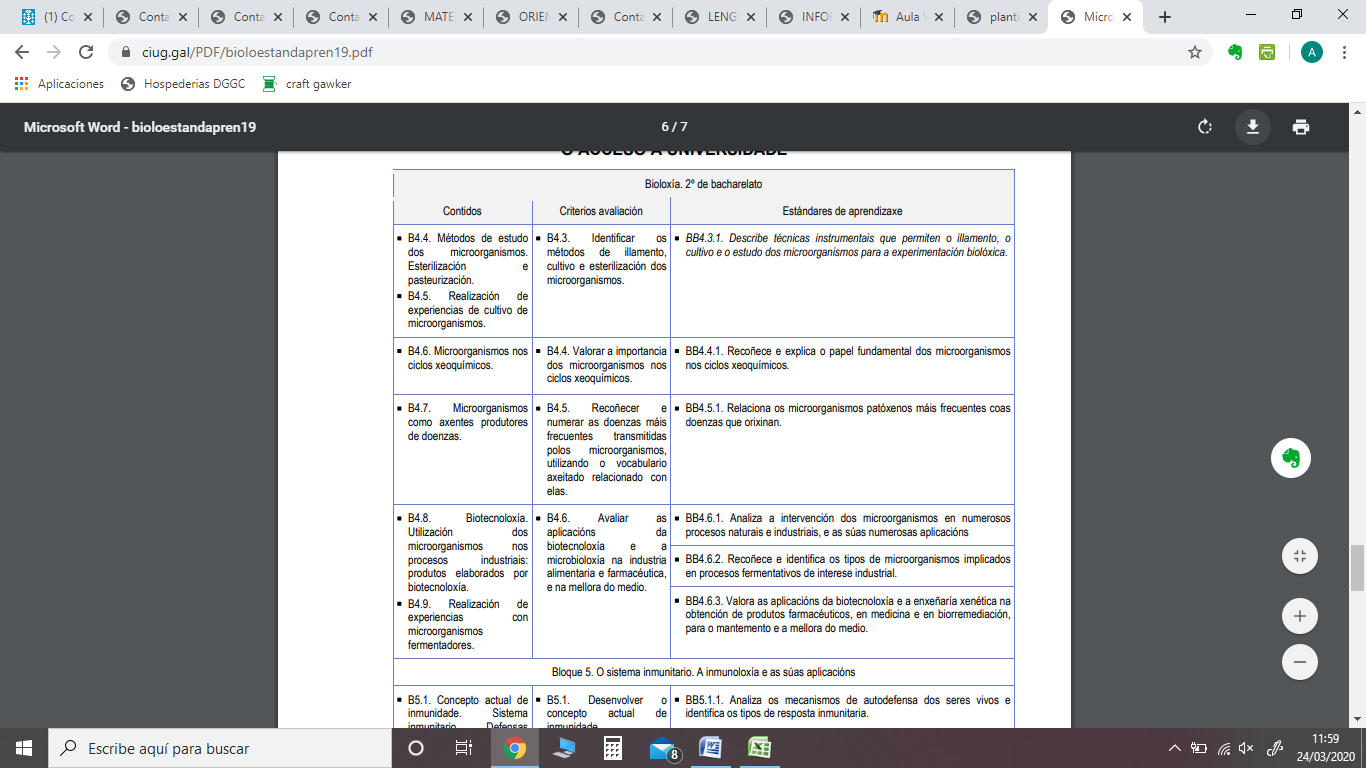 (1) Co
Conta
Conta
Conta
MATE
ORIEN
Conta
LENG
INFO
Aula V
planti
Micro
ciug.gal/PDF/bioloestandapren19.pdf
A
Aplicaciones
Hospederias DGGC
craft gawker
Microsoft Word - bioloestandapren19
6 / 7
O ACCESO A UNIVERSIDADE
Bioloxía. 2º de bacharelato
Contidos
Criterios avaliación
Estándares de aprendizaxe
B4.4. Métodos de estudo
dos microorganismos.
Esterilización e
pasteurización.
B4.5. Realización de
experiencias de cultivo de
microorganismos.
B4.3. Identificar os
métodos de illamento,
cultivo e esterilización dos
microorganismos.
BB4.3.1. Describe técnicas instrumentais que permiten o illamento, o
cultivo e o estudo dos microorganismos para a experimentación biolóxica.
B4.6. Microorganismos nos
ciclos xeoquímicos.
B4.4. Valorar a importancia
dos microorganismos nos
ciclos xeoquímicos.
BB4.4.1. Recoñece e explica o papel fundamental dos microorganismos
nos ciclos xeoquímicos.
B4.7. Microorganismos
como axentes produtores
de doenzas.
B4.5. Recoñecer e
numerar as doenzas máis
frecuentes transmitidas
polos microorganismos,
utilizando o vocabulario
axeitado relacionado con
elas.
BB4.5.1. Relaciona os microorganismos patóxenos máis frecuentes coas
doenzas que orixinan.
B4.8. Biotecnoloxía.
Utilización dos
microorganismos nos
procesos industriais:
produtos elaborados por
biotecnoloxía.
B4.9. Realización de
experiencias con
microorganismos
fermentadores.
B4.6. Avaliar as
aplicacións da
biotecnoloxía e a
microbioloxía na industria
alimentaria e farmacéutica,
e na mellora do medio.
BB4.6.1. Analiza a intervención dos microorganismos en numerosos
procesos naturais e industriais, e as súas numerosas aplicacións
BB4.6.2. Recoñece e identifica os tipos de microorganismos implicados
en procesos fermentativos de interese industrial.
BB4.6.3. Valora as aplicacións da biotecnoloxía e a enxeñaría xenética na
obtención de produtos farmacéuticos, en medicina e en biorremediación,
para o mantemento e a mellora do medio.
Bloque 5. O sistema inmunitario. A inmunoloxía e as súas aplicacións
B5.1. Concepto actual de
inmunidade. Sistema
inmunitario. Defensas
B5.1. Desenvolver o
concepto actual de
inmunidade.
BB5.1.1. Analiza os mecanismos de autodefensa dos seres vivos e
identifica os tipos de resposta inmunitaria.
Escribe aquí para buscar
8
11:59
24/03/2020